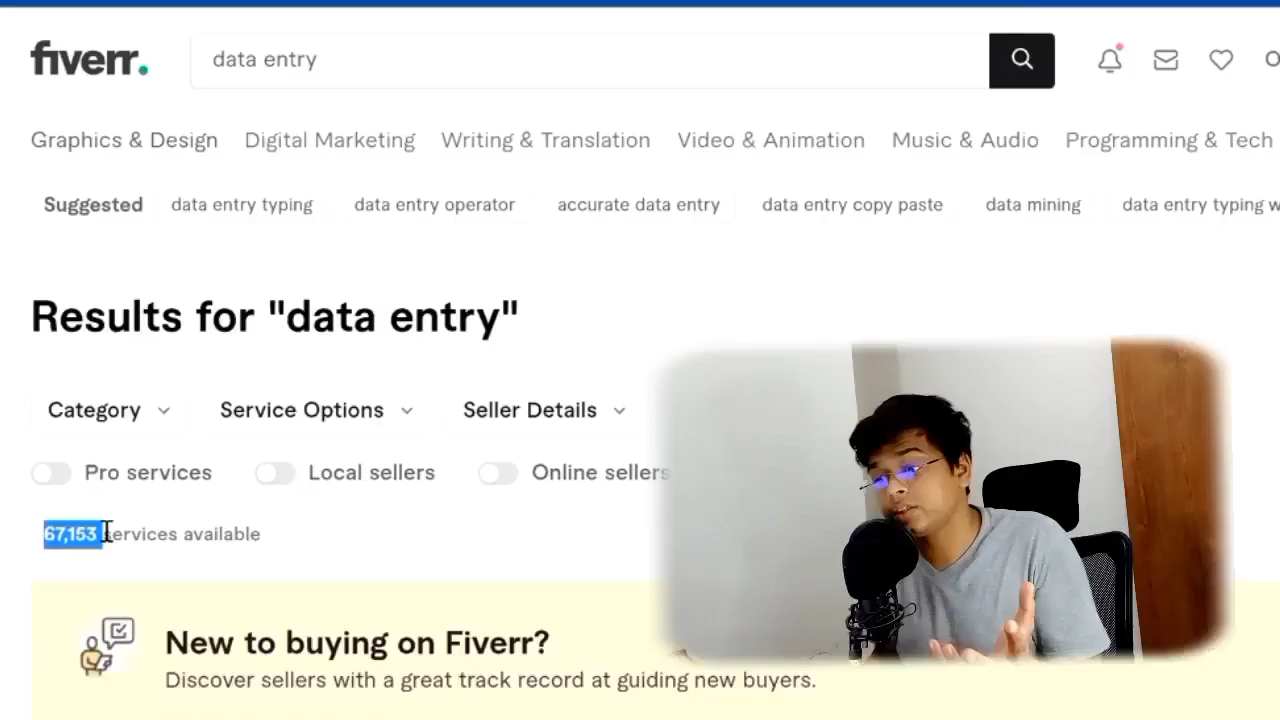 fiverr.
data entry
Graphics & Design Digital Marketing Writing & Translation Video & Animation Music & Audio Programming & Tech
Suggested data entry typing data entry operator accurate data entry data entry copy paste data mining data entry typing w
Results for "data entry"
Category Service Options Seller Details
Pro services Local sellers Online sellers
67,153 services available
New to buying on Fiverr?
Discover sellers with a great track record at guiding new buyers.